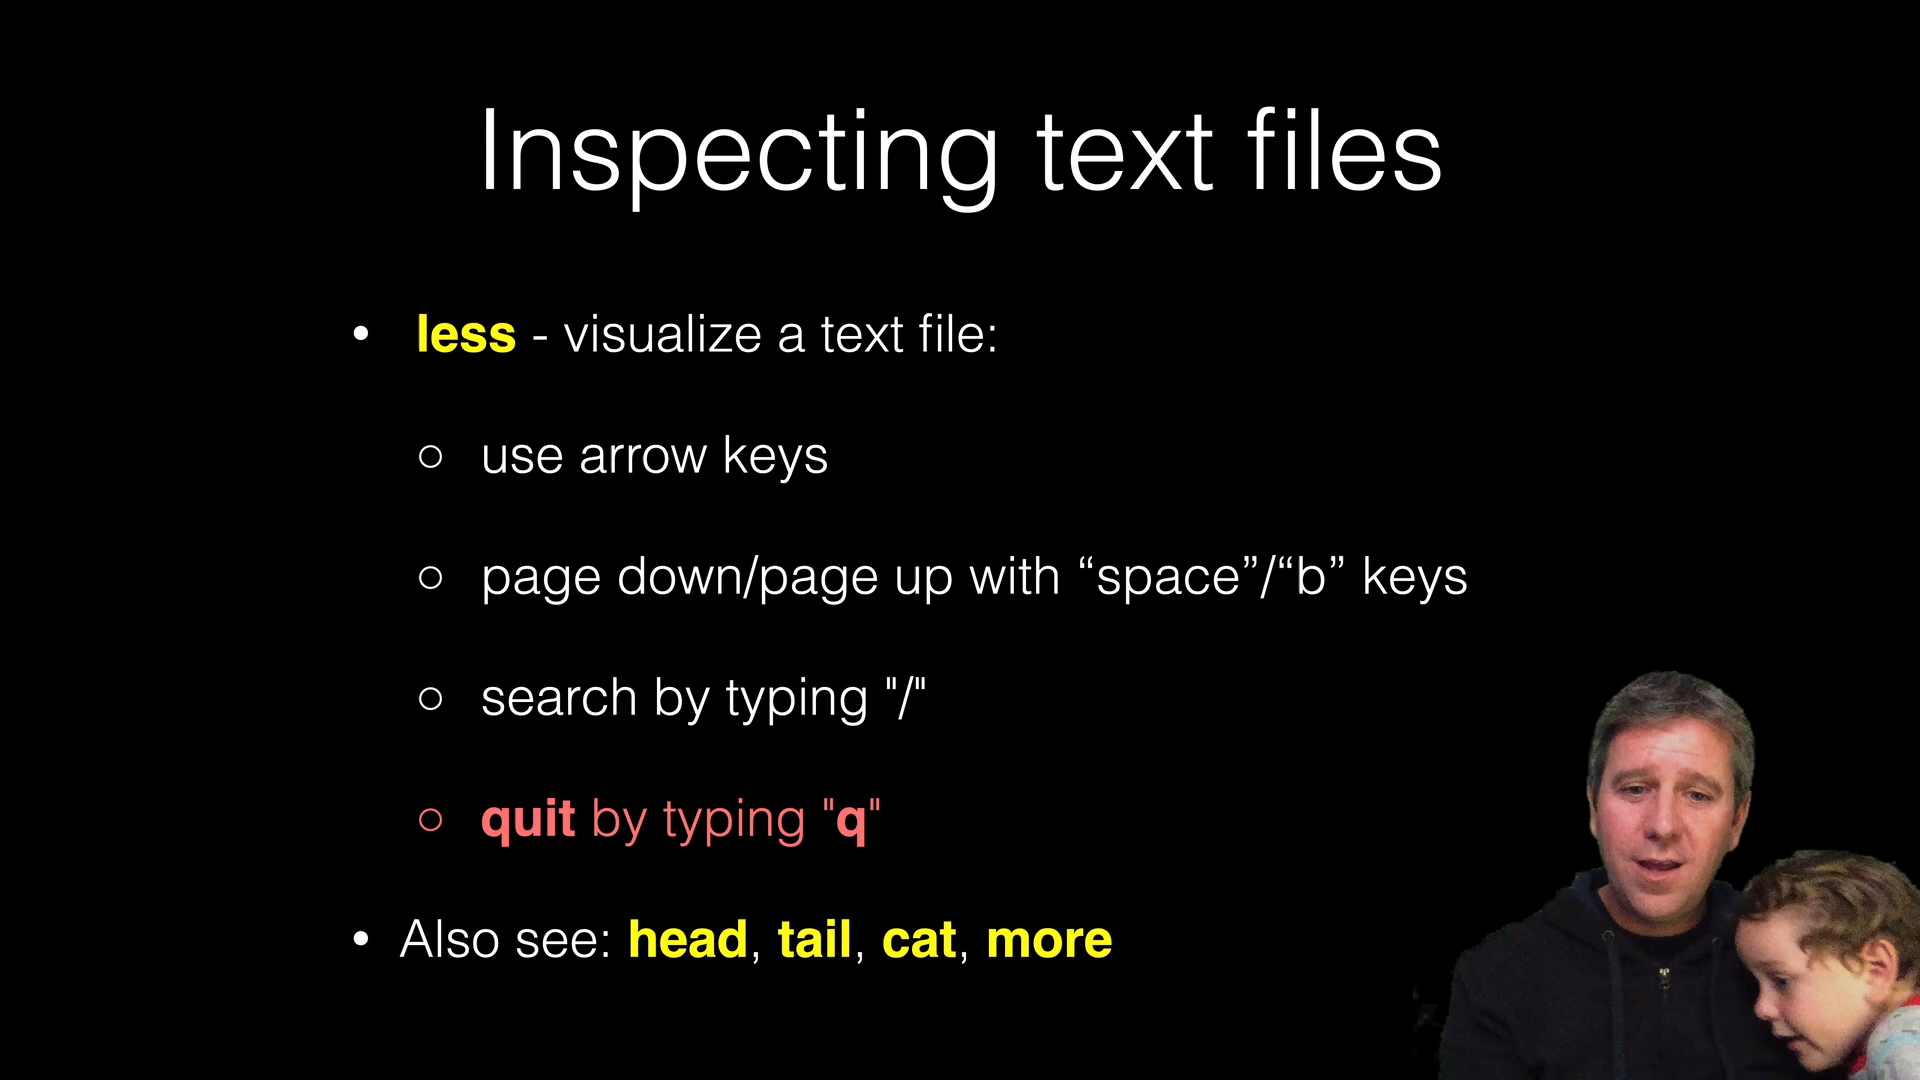 Inspecting text files
• less - visualize a text file:
○ use arrow keys
○ page down/page up with “space”/“b” keys
○ search by typing "/"
○ quit by typing "q"
• Also see: head, tail, cat, more